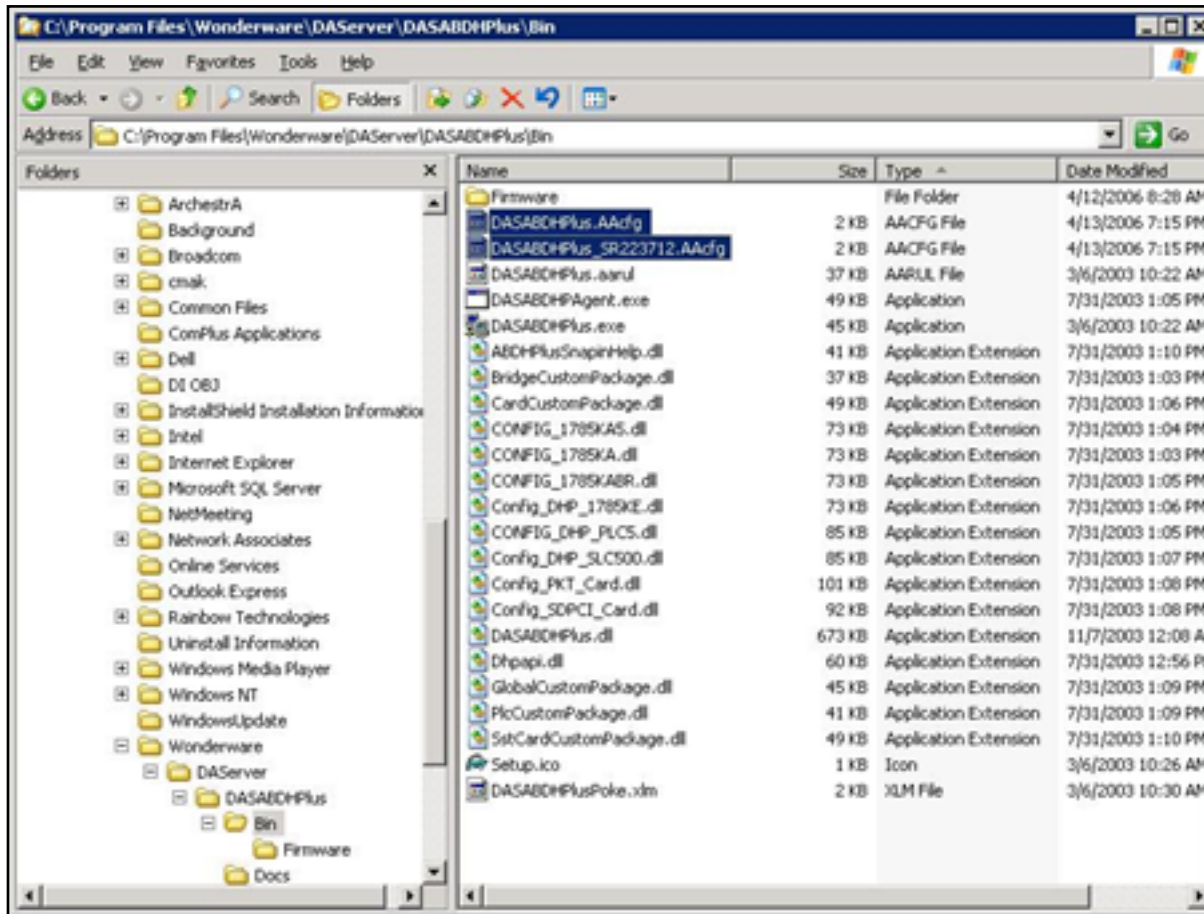 C:\Program Files\Wonderware\DAServer\DASABDHPlus\Bin
File Edit View Favorites Tools Help
Back Search Folders
Address C:\Program Files\Wonderware\DAServer\DASABDHPlus\Bin Go
Folders
ArchestrA
Background
Broadcom
cmak
Common Files
ComPlus Applications
Dell
DI OBJ
InstallShield Installation Informatio
Intel
Internet Explorer
Microsoft SQL Server
NetMeeting
Network Associates
Online Services
Outlook Express
Rainbow Technologies
Uninstall Information
Windows Media Player
Windows NT
WindowsUpdate
Wonderware
DAServer
DASABDHPlus
Bin
Firmware
Docs
Name Size Type Date Modified
Firmware File Folder 4/12/2006 8:28 AM
DASABDHPlus.AAcfg 2 KB AACFG File 4/13/2006 7:15 PM
DASABDHPlus_SR223712.AAcfg 2 KB AACFG File 4/13/2006 7:15 PM
DASABDHPlus.aarul 37 KB AARUL File 3/6/2003 10:22 AM
DASABDHPAgent.exe 49 KB Application 7/31/2003 1:05 PM
DASABDHPlus.exe 45 KB Application 3/6/2003 10:22 AM
ABDHPlusSnapinHelp.dll 41 KB Application Extension 7/31/2003 1:10 PM
BridgeCustomPackage.dll 37 KB Application Extension 7/31/2003 1:03 PM
CardCustomPackage.dll 49 KB Application Extension 7/31/2003 1:06 PM
CONFIG_1785KA5.dll 73 KB Application Extension 7/31/2003 1:04 PM
CONFIG_1785KA.dll 73 KB Application Extension 7/31/2003 1:03 PM
CONFIG_1785KABR.dll 73 KB Application Extension 7/31/2003 1:05 PM
Config_DHP_1785KE.dll 73 KB Application Extension 7/31/2003 1:06 PM
CONFIG_DHP_PLC5.dll 85 KB Application Extension 7/31/2003 1:05 PM
Config_DHP_SLC500.dll 85 KB Application Extension 7/31/2003 1:07 PM
Config_PKT_Card.dll 101 KB Application Extension 7/31/2003 1:08 PM
Config_SDPCI_Card.dll 92 KB Application Extension 7/31/2003 1:08 PM
DASABDHPlus.dll 673 KB Application Extension 11/7/2003 12:08 A
Dhpapi.dll 60 KB Application Extension 7/31/2003 12:56 P
GlobalCustomPackage.dll 45 KB Application Extension 7/31/2003 1:09 PM
PlcCustomPackage.dll 41 KB Application Extension 7/31/2003 1:09 PM
SstCardCustomPackage.dll 49 KB Application Extension 7/31/2003 1:10 PM
Setup.ico 1 KB Icon 3/6/2003 10:26 AM
DASABDHPlusPoke.xlm 2 KB XLM File 3/6/2003 10:30 AM